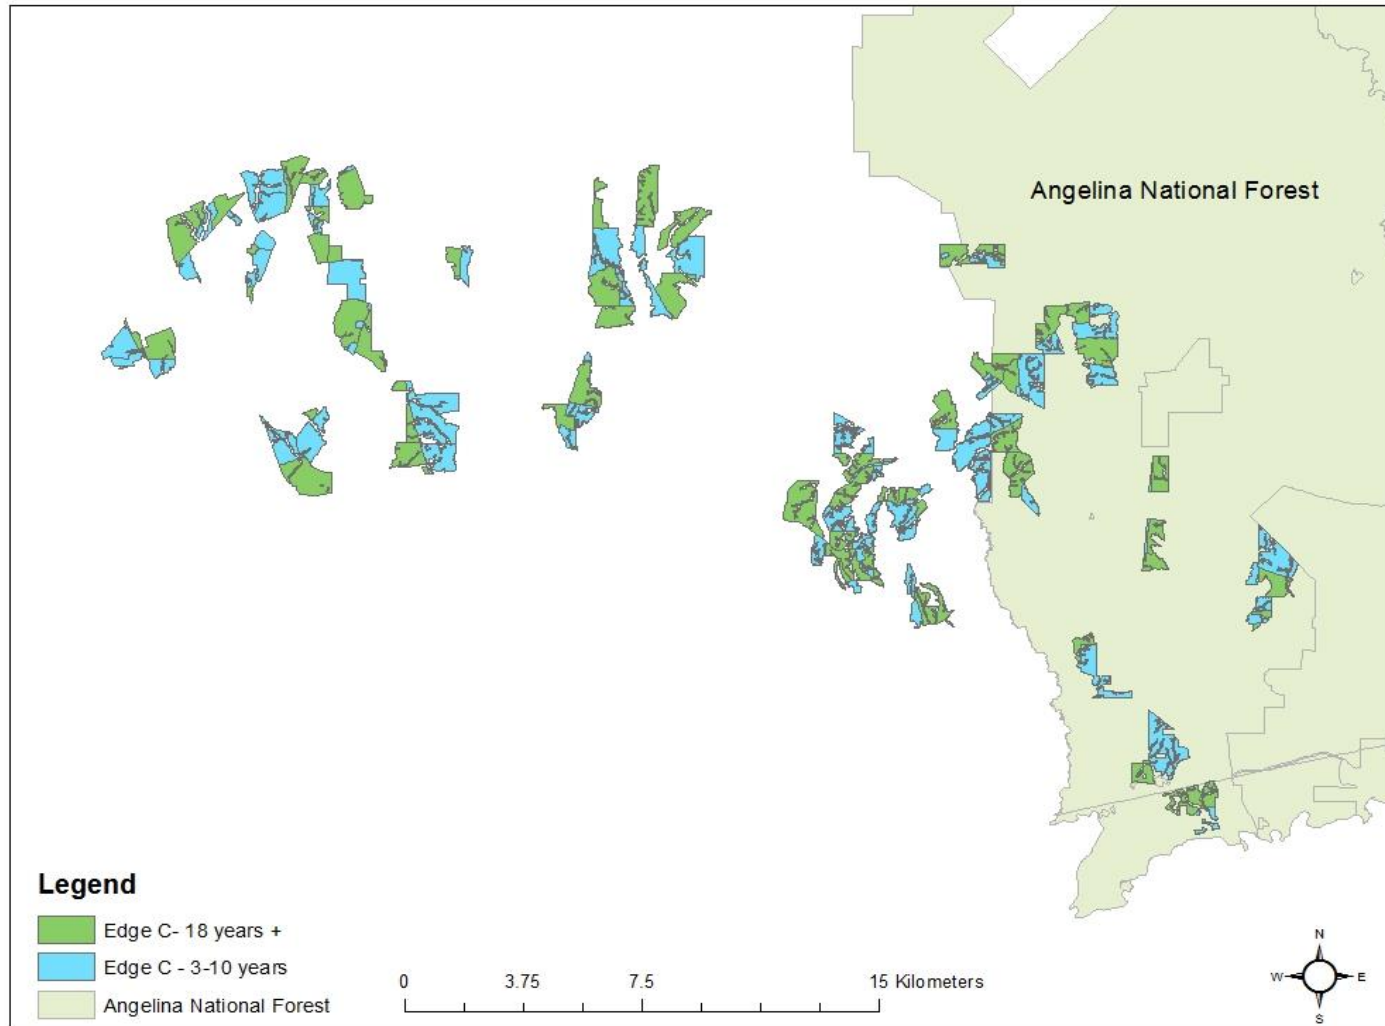 Angelina National Forest
Legend
Edge C- 18 years +
Edge C - 3-10 years
Angelina National Forest
0 3.75 7.5 15 Kilometers
N
W E
S